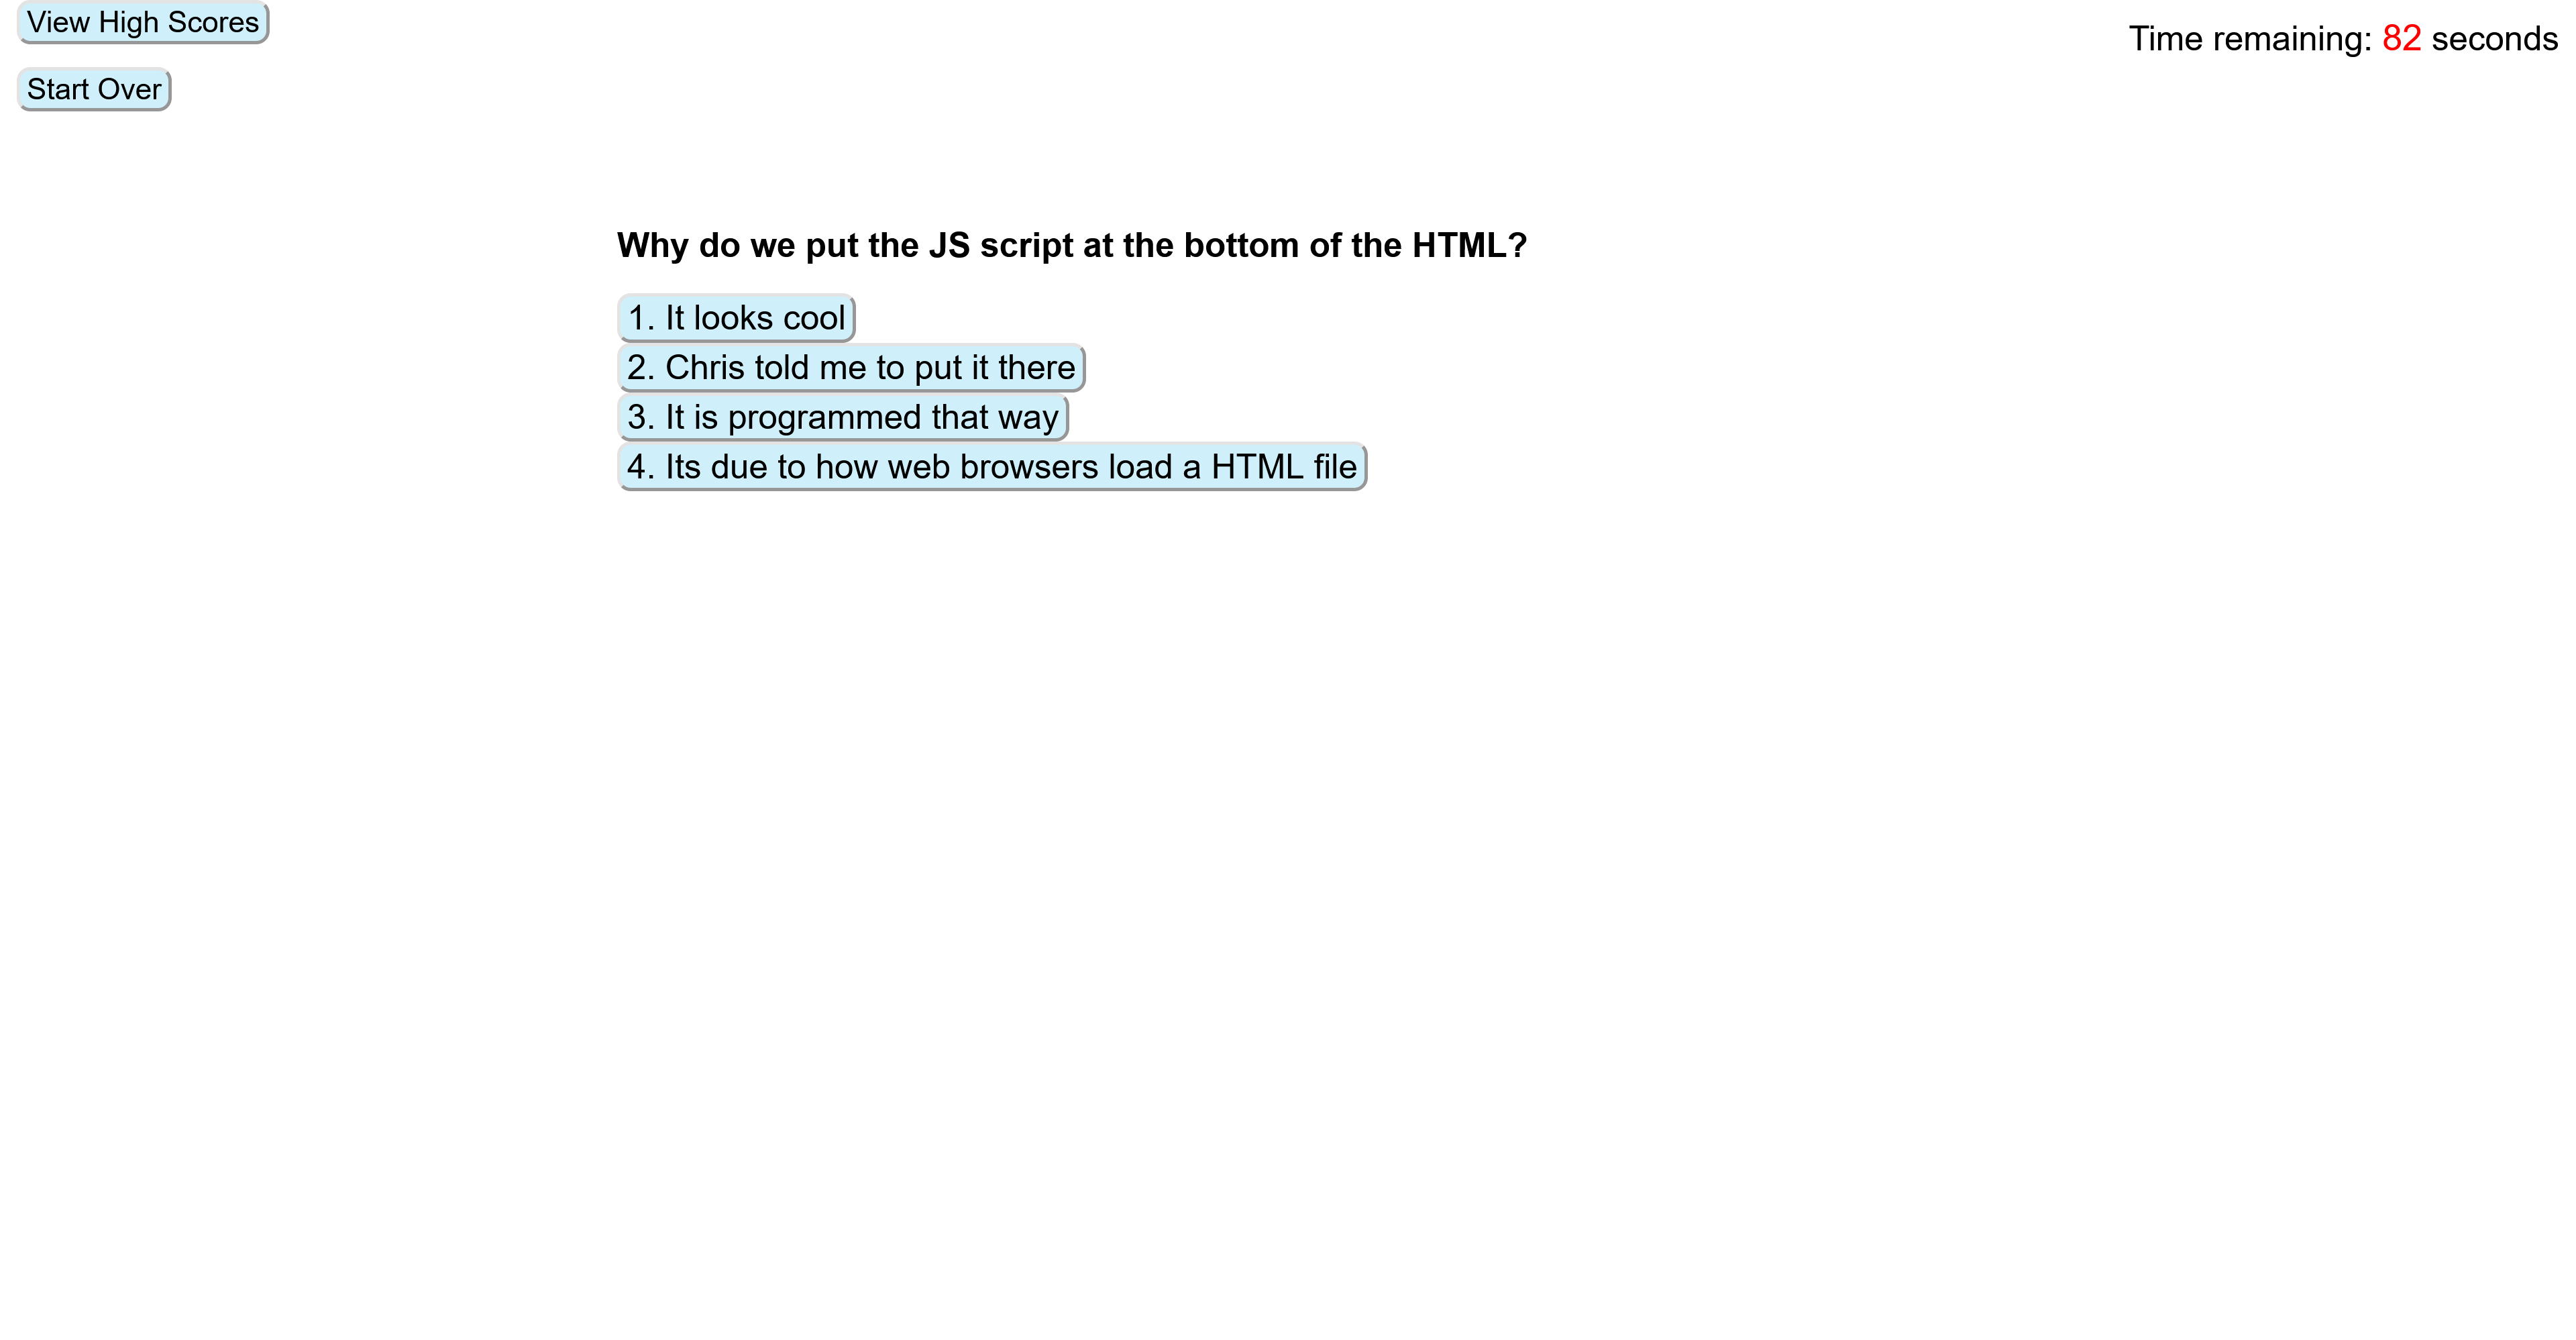 View High Scores
Time remaining: 82 seconds
Start Over
Why do we put the JS script at the bottom of the HTML?
1. It looks cool
2. Chris told me to put it there
3. It is programmed that way
4. Its due to how web browsers load a HTML file